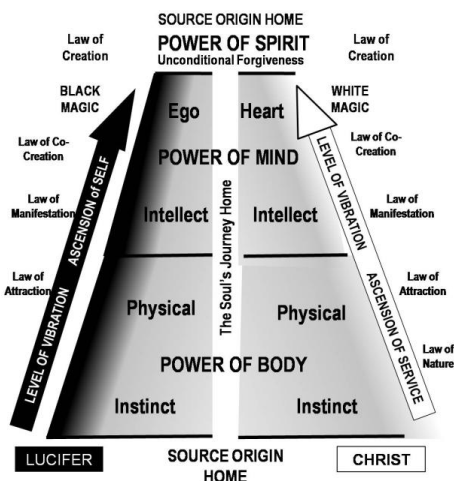 SOURCE ORIGIN HOME
Law of
Creation
POWER OF SPIRIT
Unconditional Forgiveness
Law of
Creation
BLACK
MAGIC
WHITE
MAGIC
Ego
Heart
Law of Co-
Creation
Law of Co-
Creation
POWER OF MIND
Law of
Manifestation
Intellect
Intellect
Law of
Manifestation
ASCENSION of SELF
LEVEL OF VIBRATION
The Soul's Journey Home
LEVEL OF VIBRATION
ASCENSION OF SERVICE
Law of
Attraction
Physical
Physical
Law of
Attraction
Law of
Nature
POWER OF BODY
Instinct
Instinct
LUCIFER
SOURCE ORIGIN
HOME
CHRIST